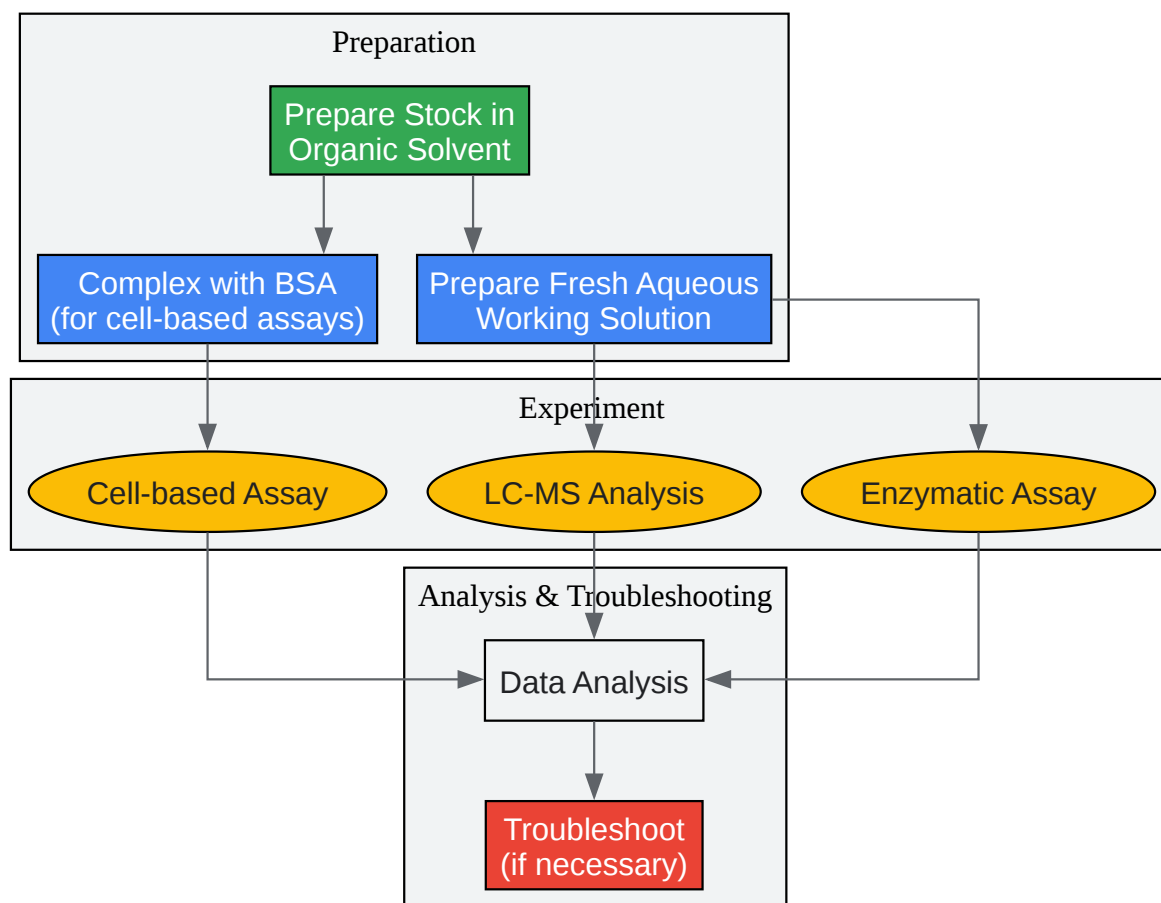 Preparation
Prepare Stock in
Organic Solvent
Complex with BSA
(for cell-based assays)
Prepare Fresh Aqueous
Working Solution
Experiment
Cell-based Assay
LC-MS Analysis
Enzymatic Assay
Analysis & Troubleshooting
Data Analysis
Troubleshoot
(if necessary)